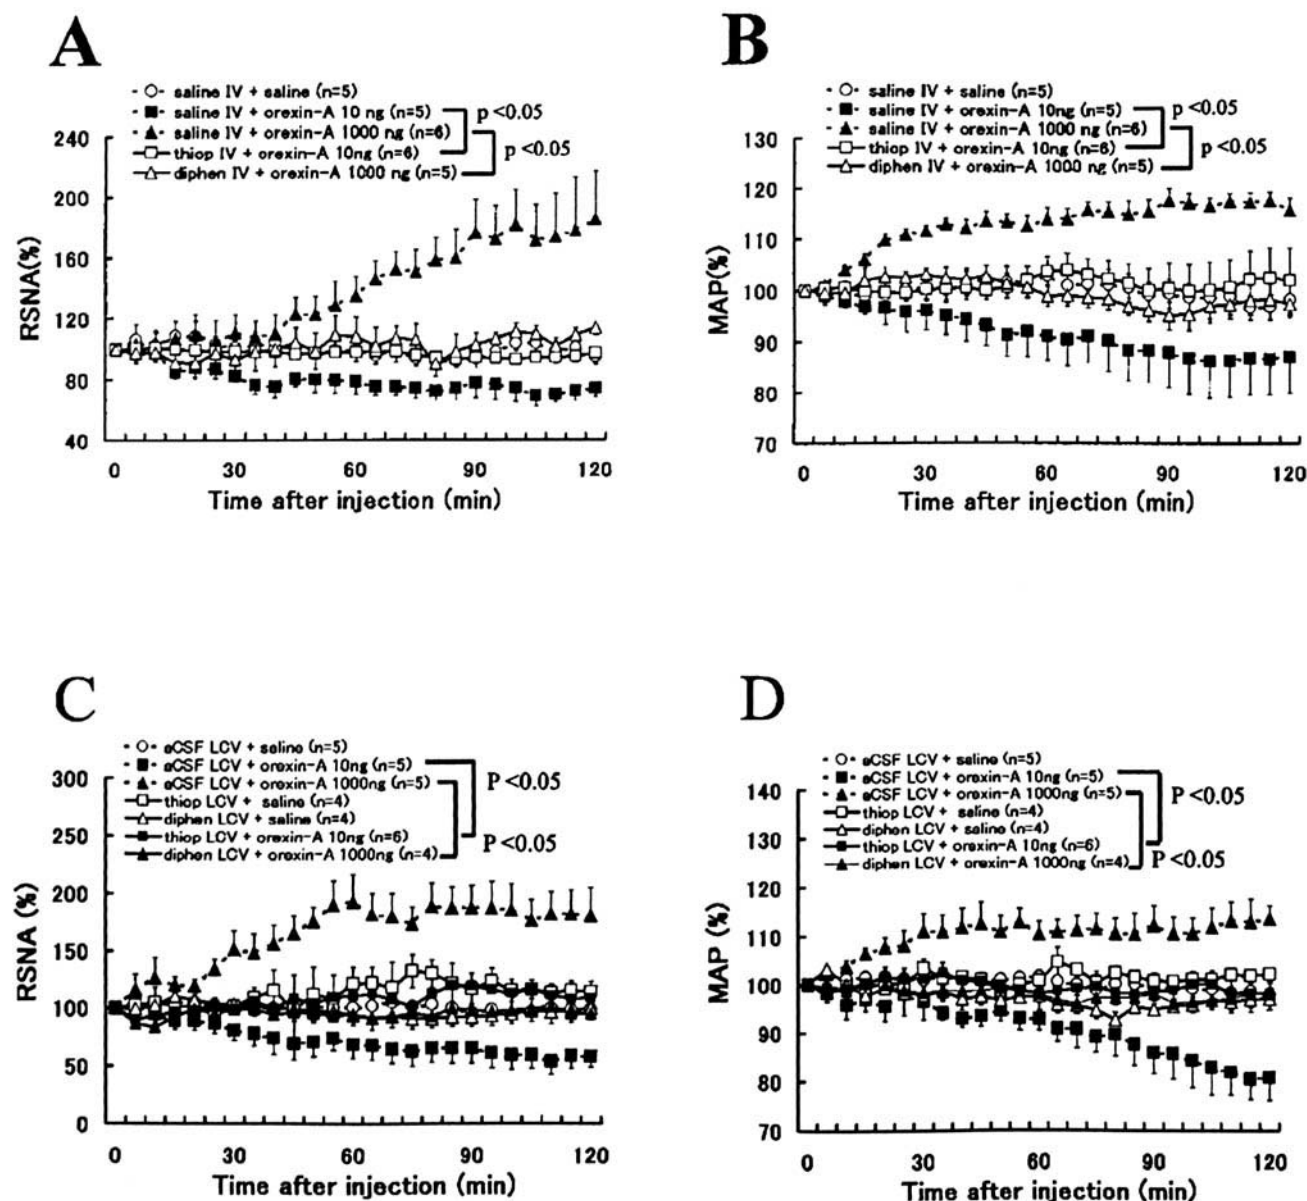 A
saline IV + saline (n=5)
saline IV + orexin-A 10 ng (n=5)
saline IV + orexin-A 1000 ng (n=6)
thiop IV + orexin-A 10ng (n=6)
diphen IV + orexin-A 1000 ng (n=5)
p <0.05
p <0.05
RSNA(%)
240
200
160
120
80
40
0 30 60 90 120
Time after injection (min)
B
saline IV + saline (n=5)
saline IV + orexin-A 10ng (n=5)
saline IV + orexin-A 1000 ng (n=6)
thiop IV + orexin-A 10ng (n=6)
diphen IV + orexin-A 1000 ng (n=5)
p <0.05
p <0.05
MAP(%)
130
120
110
100
90
80
70
0 30 60 90 120
Time after injection (min)
C
aCSF LCV + saline (n=5)
aCSF LCV + orexin-A 10ng (n=5)
aCSF LCV + orexin-A 1000ng (n=5)
thiop LCV + saline (n=4)
diphen LCV + saline (n=4)
thiop LCV + orexin-A 10ng (n=6)
diphen LCV + orexin-A 1000ng (n=4)
P <0.05
P <0.05
RSNA (%)
300
250
200
150
100
50
0
0 30 60 90 120
Time after injection (min)
D
aCSF LCV + saline (n=5)
aCSF LCV + orexin-A 10ng (n=5)
aCSF LCV + orexin-A 1000ng (n=5)
thiop LCV + saline (n=4)
diphen LCV + saline (n=4)
thiop LCV + orexin-A 10ng (n=6)
diphen LCV + orexin-A 1000ng (n=4)
P <0.05
P <0.05
MAP (%)
140
130
120
110
100
90
80
70
0 30 60 90 120
Time after injection (min)